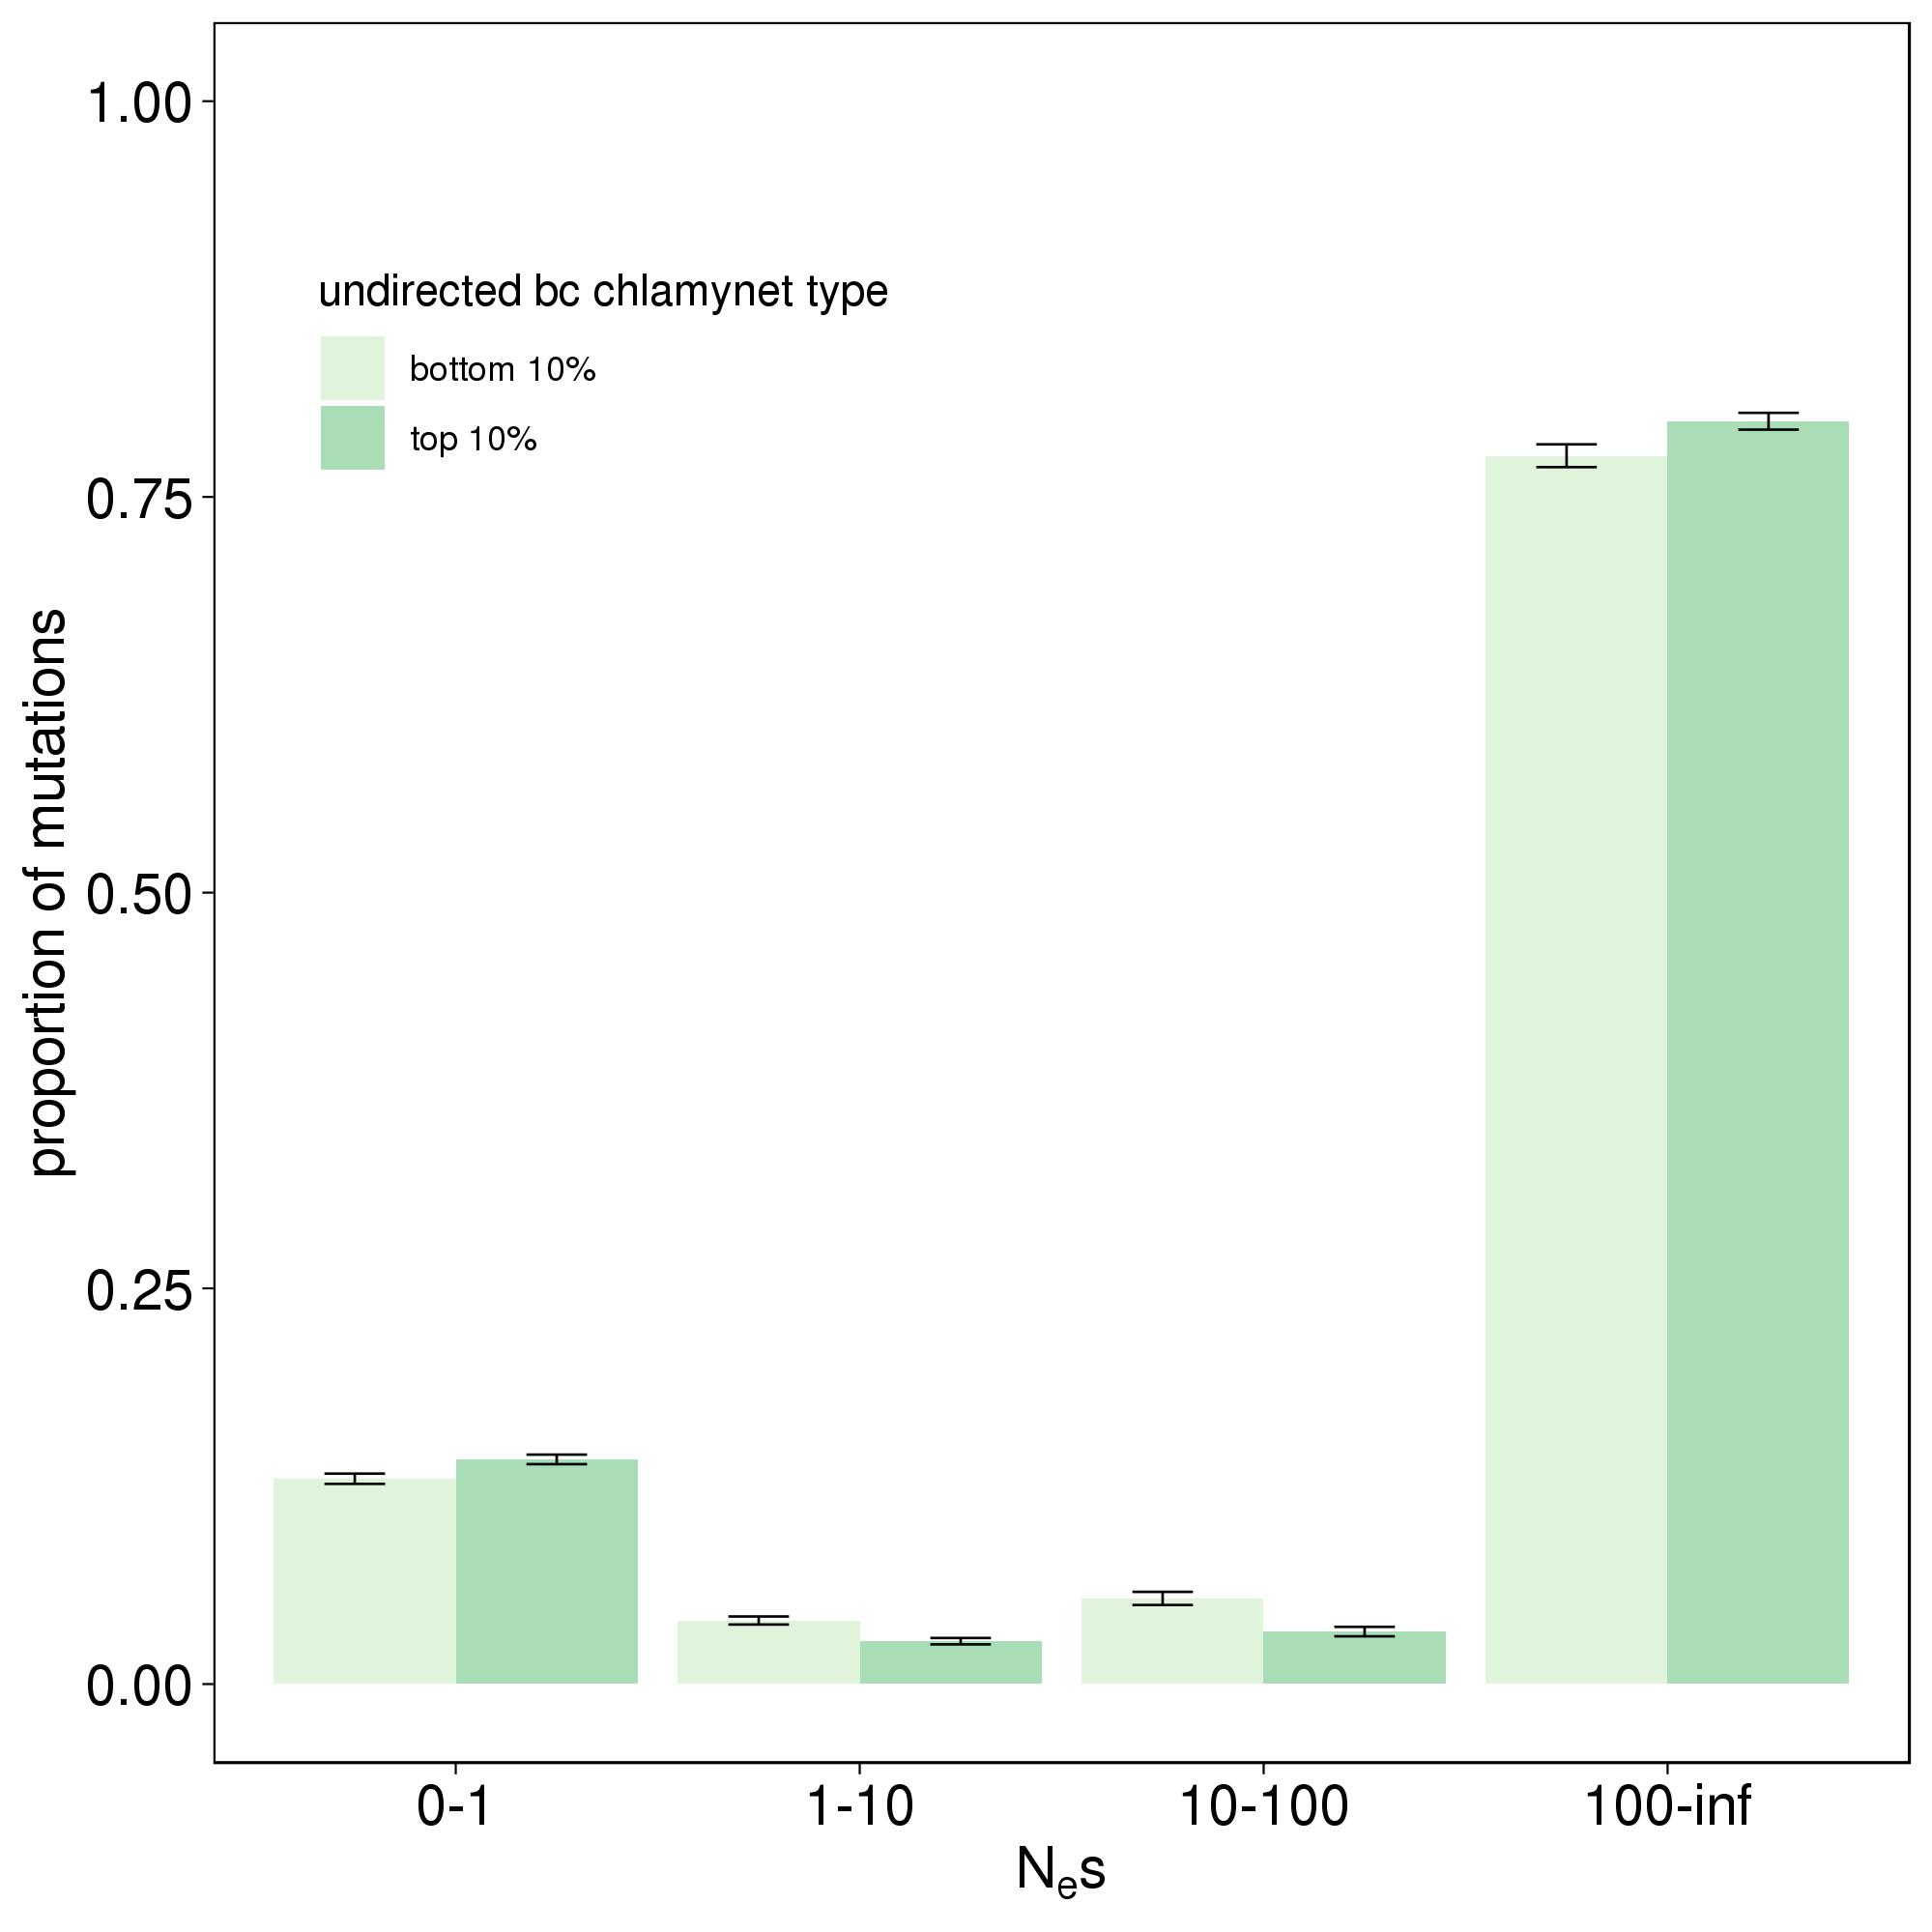 1.00
0.75
0.50
0.25
0.00
proportion of mutations
undirected bc chlamynet type
bottom 10%
top 10%
0-1
1-10
10-100
100-inf
Nₑs